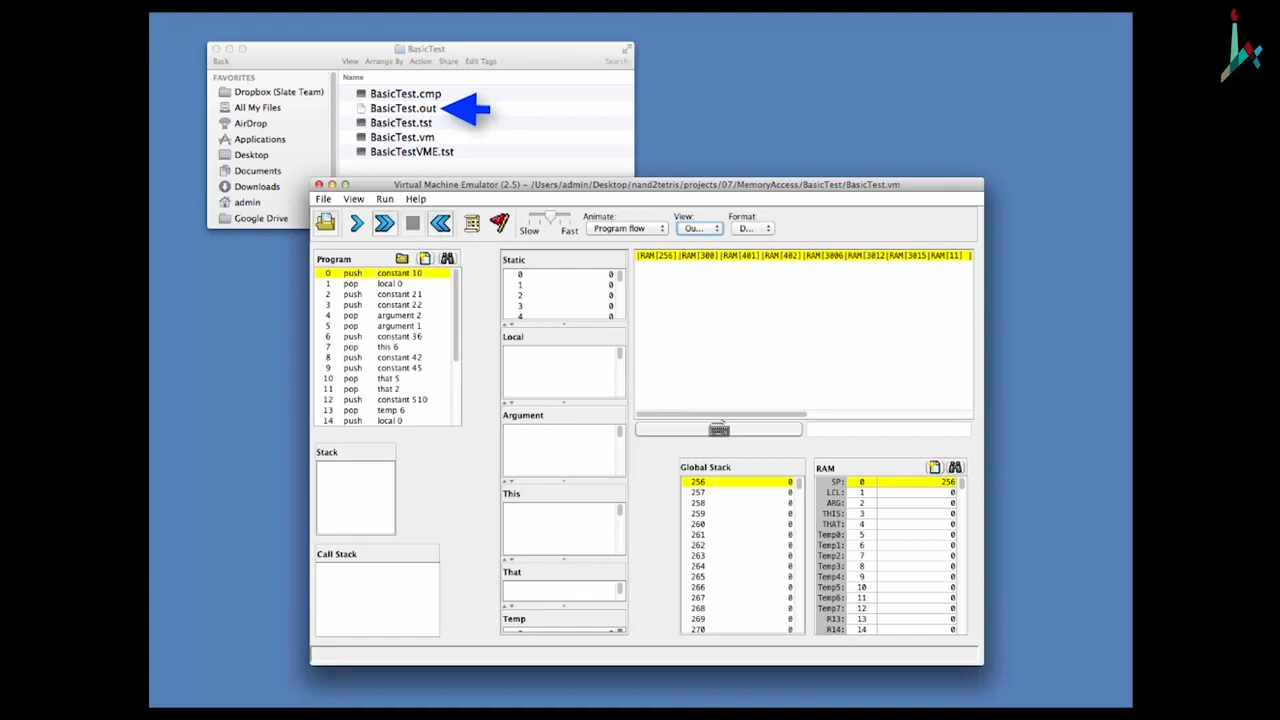 BasicTest
Back View Arrange By Action Share Edit Tags Search
FAVORITES
Dropbox (Slate Team)
All My Files
AirDrop
Applications
Desktop
Documents
Downloads
admin
Google Drive
Name
BasicTest.cmp
BasicTest.out
BasicTest.tst
BasicTest.vm
BasicTestVME.tst
Virtual Machine Emulator (2.5) - /Users/admin/Desktop/nand2tetris/projects/07/MemoryAccess/BasicTest/BasicTest.vm
File View Run Help
Slow Fast
Animate:
Program flow
View:
Ou...
Format:
D...
Program
0 push constant 10
1 pop local 0
2 push constant 21
3 push constant 22
4 pop argument 2
5 pop argument 1
6 push constant 36
7 pop this 6
8 push constant 42
9 push constant 45
10 pop that 5
11 pop that 2
12 push constant 510
13 pop temp 6
14 push local 0
Stack
Call Stack
Static
0 0
1 0
2 0
3 0
4 0
Local
Argument
This
That
Temp
|RAM[256]|RAM[300]|RAM[401]|RAM[402]|RAM[3006|RAM[3012|RAM[3015|RAM[11] |
Global Stack
256 0
257 0
258 0
259 0
260 0
261 0
262 0
263 0
264 0
265 0
266 0
267 0
268 0
269 0
270 0
RAM
SP: 0 256
LCL: 1 0
ARG: 2 0
THIS: 3 0
THAT: 4 0
Temp0: 5 0
Temp1: 6 0
Temp2: 7 0
Temp3: 8 0
Temp4: 9 0
Temp5: 10 0
Temp6: 11 0
Temp7: 12 0
R13: 13 0
R14: 14 0